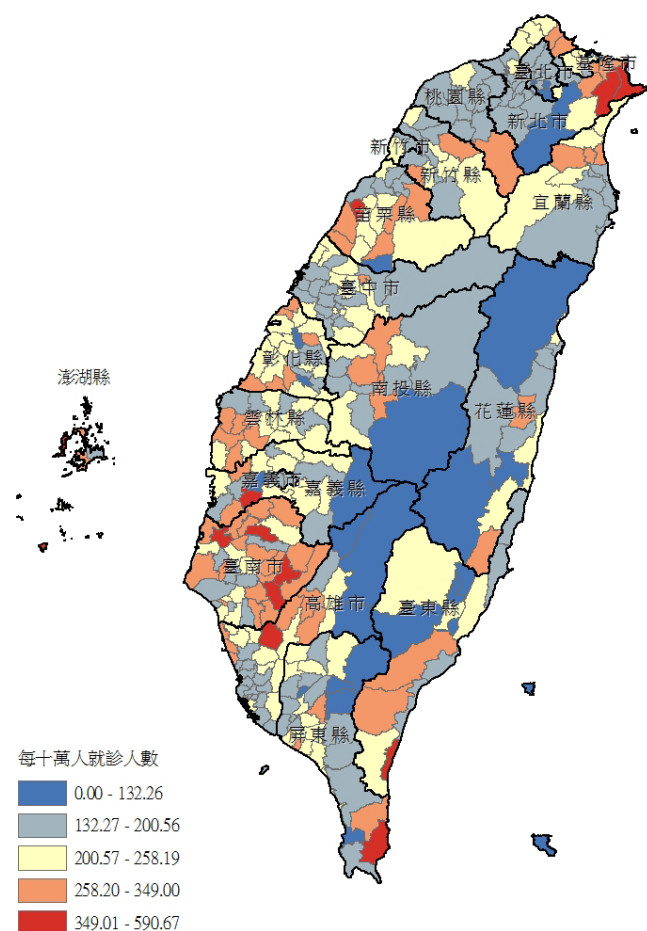 臺北市
基隆市
桃園縣
新北市
新竹市
新竹縣
宜蘭縣
苗栗縣
臺中市
彰化縣
南投縣
花蓮縣
澎湖縣
雲林縣
嘉義市
嘉義縣
臺南市
高雄市
臺東縣
屏東縣
每十萬人就診人數
0.00 - 132.26
132.27 - 200.56
200.57 - 258.19
258.20 - 349.00
349.01 - 590.67